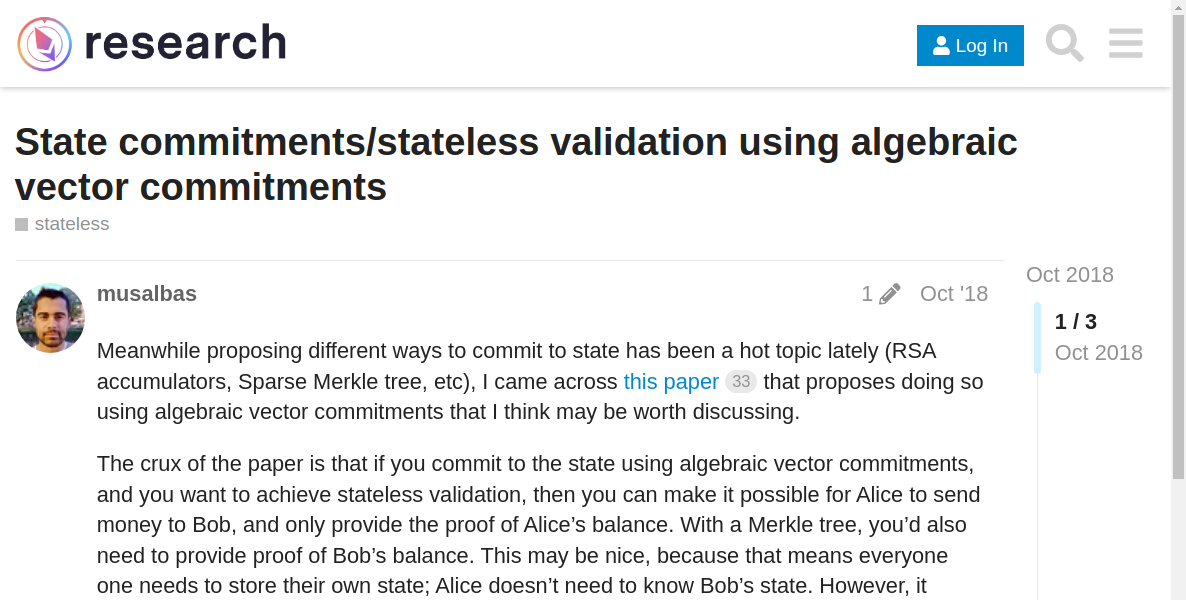 research
Log In
State commitments/stateless validation using algebraic
vector commitments
stateless
musalbas
1
Oct '18
Oct 2018
1 / 3
Oct 2018
Meanwhile proposing different ways to commit to state has been a hot topic lately (RSA
accumulators, Sparse Merkle tree, etc), I came across this paper 33 that proposes doing so
using algebraic vector commitments that I think may be worth discussing.
The crux of the paper is that if you commit to the state using algebraic vector commitments,
and you want to achieve stateless validation, then you can make it possible for Alice to send
money to Bob, and only provide the proof of Alice’s balance. With a Merkle tree, you’d also
need to provide proof of Bob’s balance. This may be nice, because that means everyone
one needs to store their own state; Alice doesn’t need to know Bob’s state. However, it